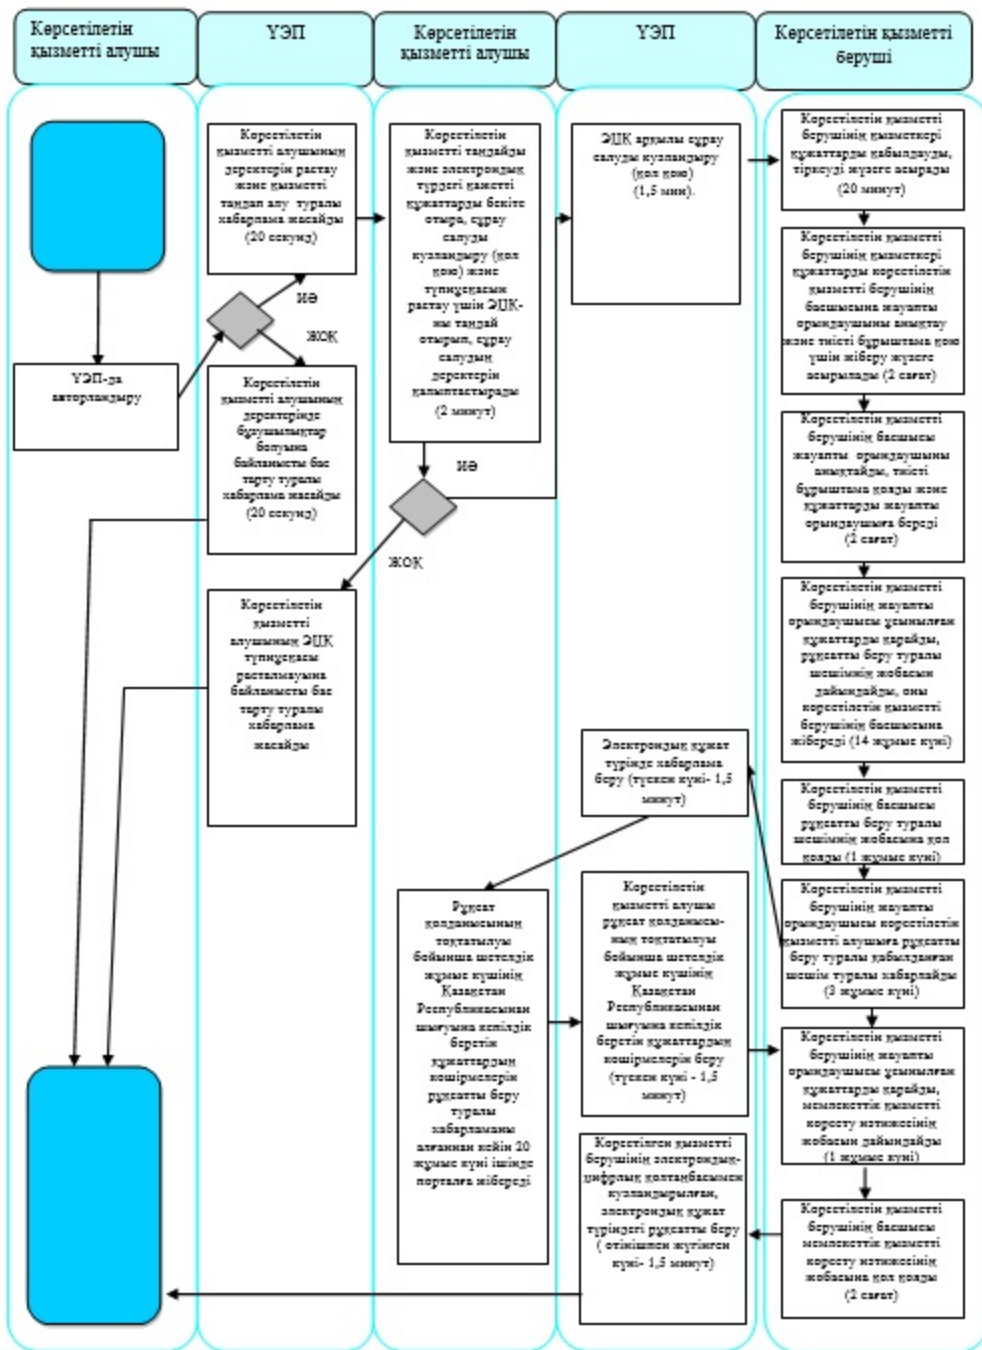 Көрсетілетін
қызметті алушы
ҮЭП
Көрсетілетін
қызметті алушы
ҮЭП
Көрсетілетін қызметті
беруші
ҮЭП-да
авторландыру
Көрсетілетін
қызметті алушының
деректерін растау
және қызметті
таңдап алу туралы
хабарлама жасайды
(20 секунд)
иә
жоқ
Көрсетілетін
қызметті алушының
деректерінде
бұзушылықтар
болуына
байланысты бас
тарту туралы
хабарлама жасайды
(20 секунд)
Көрсетілетін
қызметті
алушының ЭЦҚ
түпнұсқасы
расталмауына
байланысты бас
тарту туралы
хабарлама
жасайды
Көрсетілетін
қызметті таңдайды
және электрондық
түрдегі қажетті
құжаттарды бекіте
отыра, сұрау
салуды
куәландыру (қол
қою) және
түпнұсқасын
растау үшін ЭЦҚ-
ны таңдай
отырып, сұрау
салудың
деректерін
қалыптастырады
(2 минут)
иә
жоқ
Рұқсат
қолданысының
тоқтатылуы
бойынша шетелдік
жұмыс күшінің
Қазақстан
Республикасынан
шығуына кепілдік
беретін
құжаттардың
көшірмелерін
рұқсатты беру
туралы
хабарламаны
алғаннан кейін 20
жұмыс күні ішінде
порталға жібереді
ЭЦҚ арқылы сұрау
салуды куәландыру
(қол қою)
(1,5 мин).
Электрондық құжат
түрінде хабарлама
беру (түскен күні- 1,5
минут)
Көрсетілетін
қызметті алушы
рұқсат қолданысы-
ның тоқтатылуы
бойынша шетелдік
жұмыс күшінің
Қазақстан
Республикасынан
шығуына кепілдік
беретін құжаттардың
көшірмелерін беру
(түскен күні - 1,5
минут)
Көрсетілген қызметті
берушінің электрондық-
цифрлық қолтаңбасымен
куәландырылған,
электрондық құжат
түріндегі рұқсатты беру
( өтінішпен жүгінген
күні- 1,5 минут)
Көрсетілетін қызметті
берушінің қызметкері
құжаттарды қабылдауды,
тіркеуді жүзеге асырады
(20 минут)
Көрсетілетін қызметті
берушінің қызметкері
құжаттарды көрсетілетін
қызметті берушінің
басшысына жауапты
орындаушыны анықтау
және тиісті бұрыштама қою
үшін жіберу жүзеге
асырылады (2 сағат)
Көрсетілетін қызметті
берушінің басшысы
жауапты орындаушыны
анықтайды, тиісті
бұрыштама қояды және
құжаттарды жауапты
орындаушыға береді
(2 сағат)
Көрсетілетін қызметті
берушінің жауапты
орындаушысы ұсынылған
құжаттарды қарайды,
рұқсатты беру туралы
шешімнің жобасын
дайындайды, оны
көрсетілетін қызметті
берушінің басшысына
жібереді (14 жұмыс күні)
Көрсетілетін қызметті
берушінің басшысы
рұқсатты беру туралы
шешімнің жобасына қол
қояды (1 жұмыс күні)
Көрсетілетін қызметті
берушінің жауапты
орындаушысы көрсетілетін
қызметті алушыға рұқсатты
беру туралы қабылданған
шешім туралы хабарлайды
(3 жұмыс күні)
Көрсетілетін қызметті
берушінің жауапты
орындаушысы ұсынылған
құжаттарды қарайды,
мемлекеттік қызметті
көрсету нәтижесінің
жобасын дайындайды
(1 жұмыс күні)
Көрсетілетін қызметті
берушінің басшысы
мемлекеттік қызметті
көрсету нәтижесінің
жобасына қол қояды
(2 сағат)